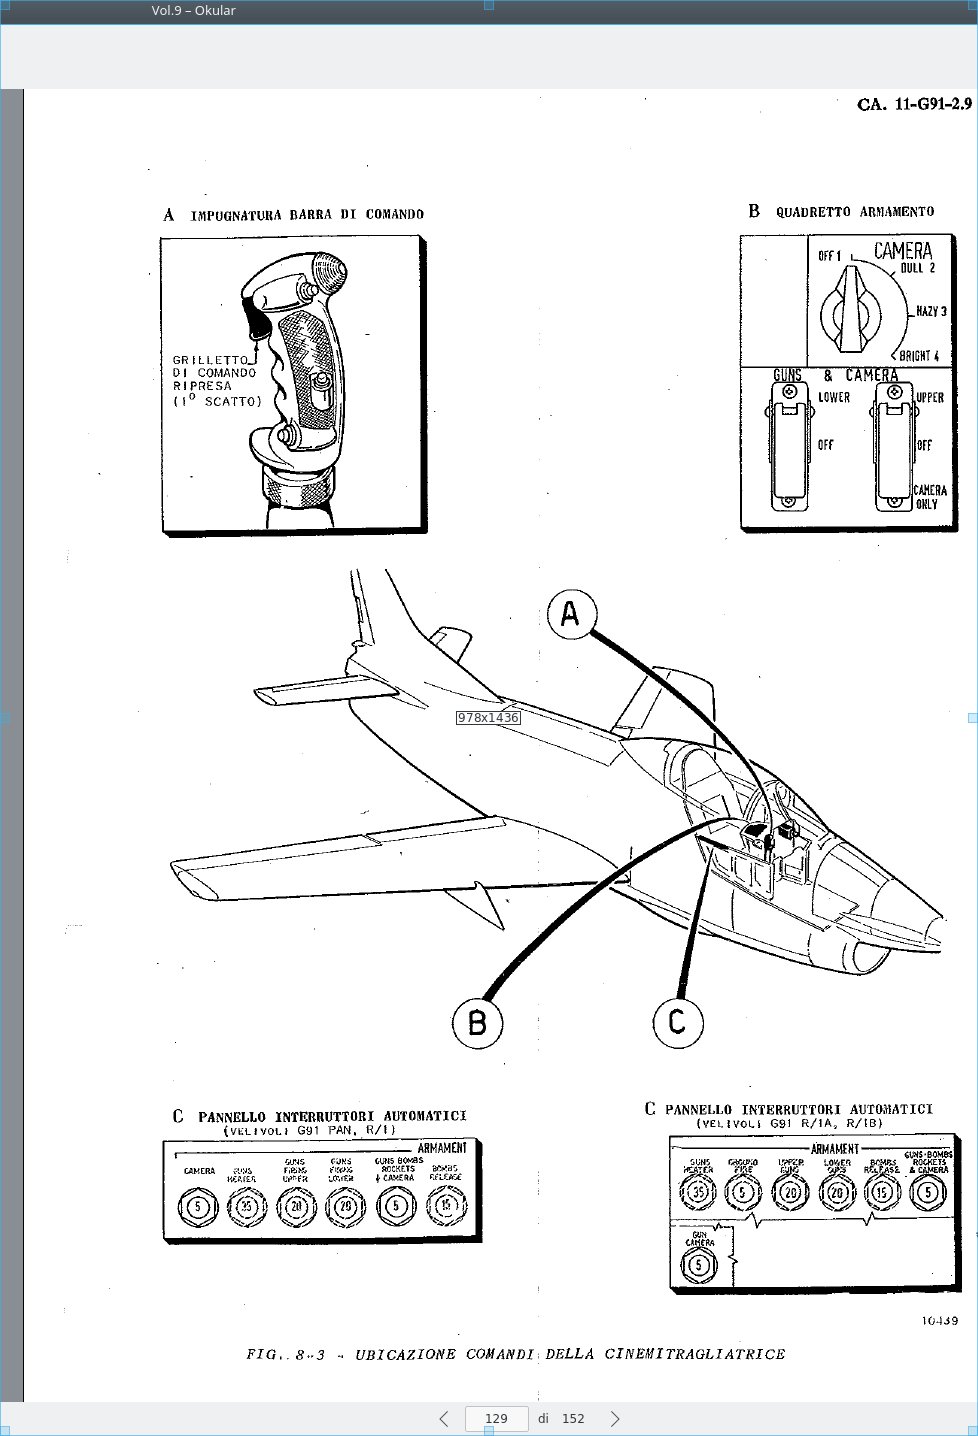 Vol.9 – Okular
CA. 11-G91-2.9
A IMPUGNATURA BARRA DI COMANDO
GRILLETTO
DI COMANDO
RIPRESA
(1º SCATTO)
B QUADRETTO ARMAMENTO
OFF 1 CAMERA
DULL 2
HAZY 3
BRIGHT 4
GUNS & CAMERA
LOWER UPPER
OFF OFF
CAMERA
ONLY
A
978x1436
B
C
C PANNELLO INTERRUTTORI AUTOMATICI
(VELIVOLI G91 PAN, R/1)
ARMAMENT
CAMERA
GUNS
HEATER
GUNS
FIRING
UPPER
GUNS
FIRING
LOWER
GUNS BOMBS
ROCKETS
& CAMERA
BOMBS
RELEASE
5 35 20 20 5 15
C PANNELLO INTERRUTTORI AUTOMATICI
(VELIVOLI G91 R/1A, R/1B)
ARMAMENT
GUNS
HEATER
GROUND
FIRE
UPPER
GUNS
LOWER
GUNS
BOMBS
RELEASE
GUNS-BOMBS
ROCKETS
& CAMERA
35 5 20 20 15 5
GUN
CAMERA
5
10439
FIG. 8-3 - UBICAZIONE COMANDI DELLA CINEMITRAGLIATRICE
129 di 152